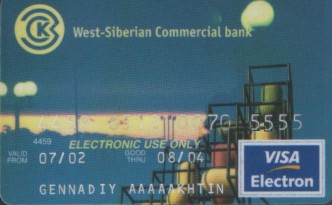 West-Siberian Commercial bank
5555
4459
ELECTRONIC USE ONLY
VALID FROM 07/02 GOOD THRU 08/04
VISA
Electron
GENNADIY AAAAAKHTIN